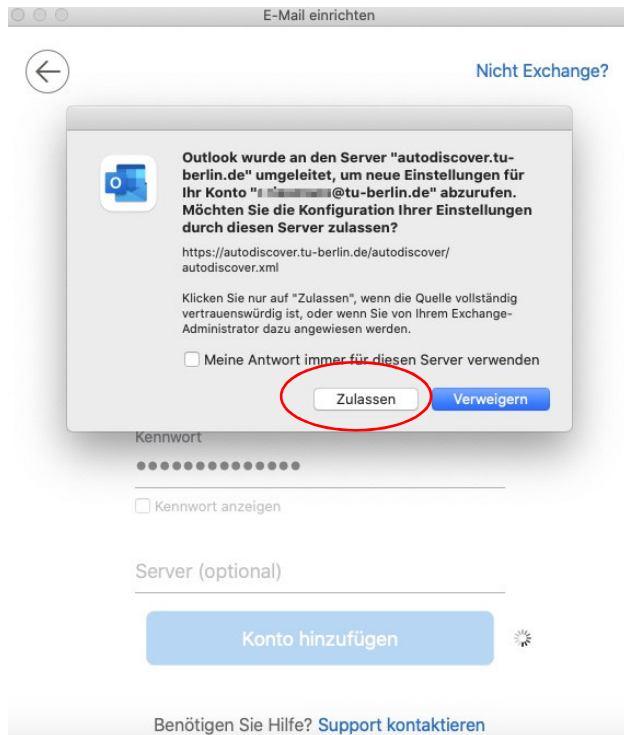 E-Mail einrichten
Nicht Exchange?
Outlook wurde an den Server "autodiscover.tu-
berlin.de" umgeleitet, um neue Einstellungen für
Ihr Konto "@tu-berlin.de" abzurufen.
Möchten Sie die Konfiguration Ihrer Einstellungen
durch diesen Server zulassen?
https://autodiscover.tu-berlin.de/autodiscover/
autodiscover.xml
Klicken Sie nur auf "Zulassen", wenn die Quelle vollständig
vertrauenswürdig ist, oder wenn Sie von Ihrem Exchange-
Administrator dazu angewiesen werden.
Meine Antwort immer für diesen Server verwenden
Zulassen
Verweigern
Kennwort
Kennwort anzeigen
Server (optional)
Konto hinzufügen
Benötigen Sie Hilfe? Support kontaktieren